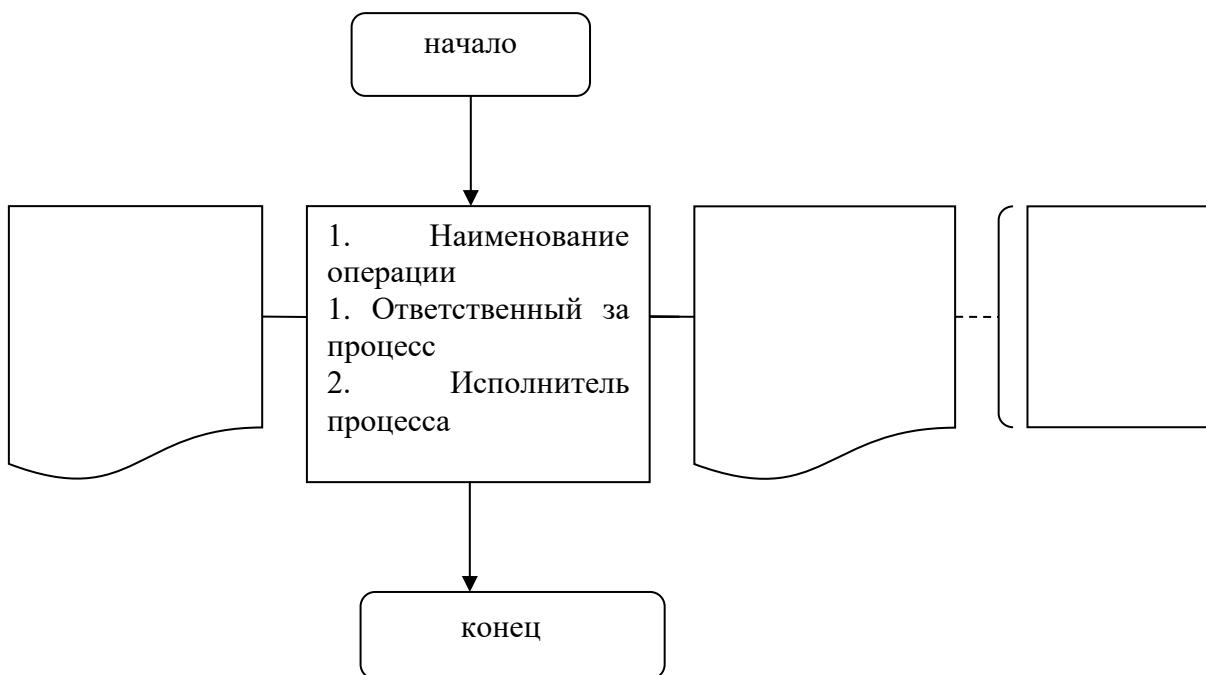 начало
1. Наименование
операции
1. Ответственный за
процесс
2. Исполнитель
процесса
конец